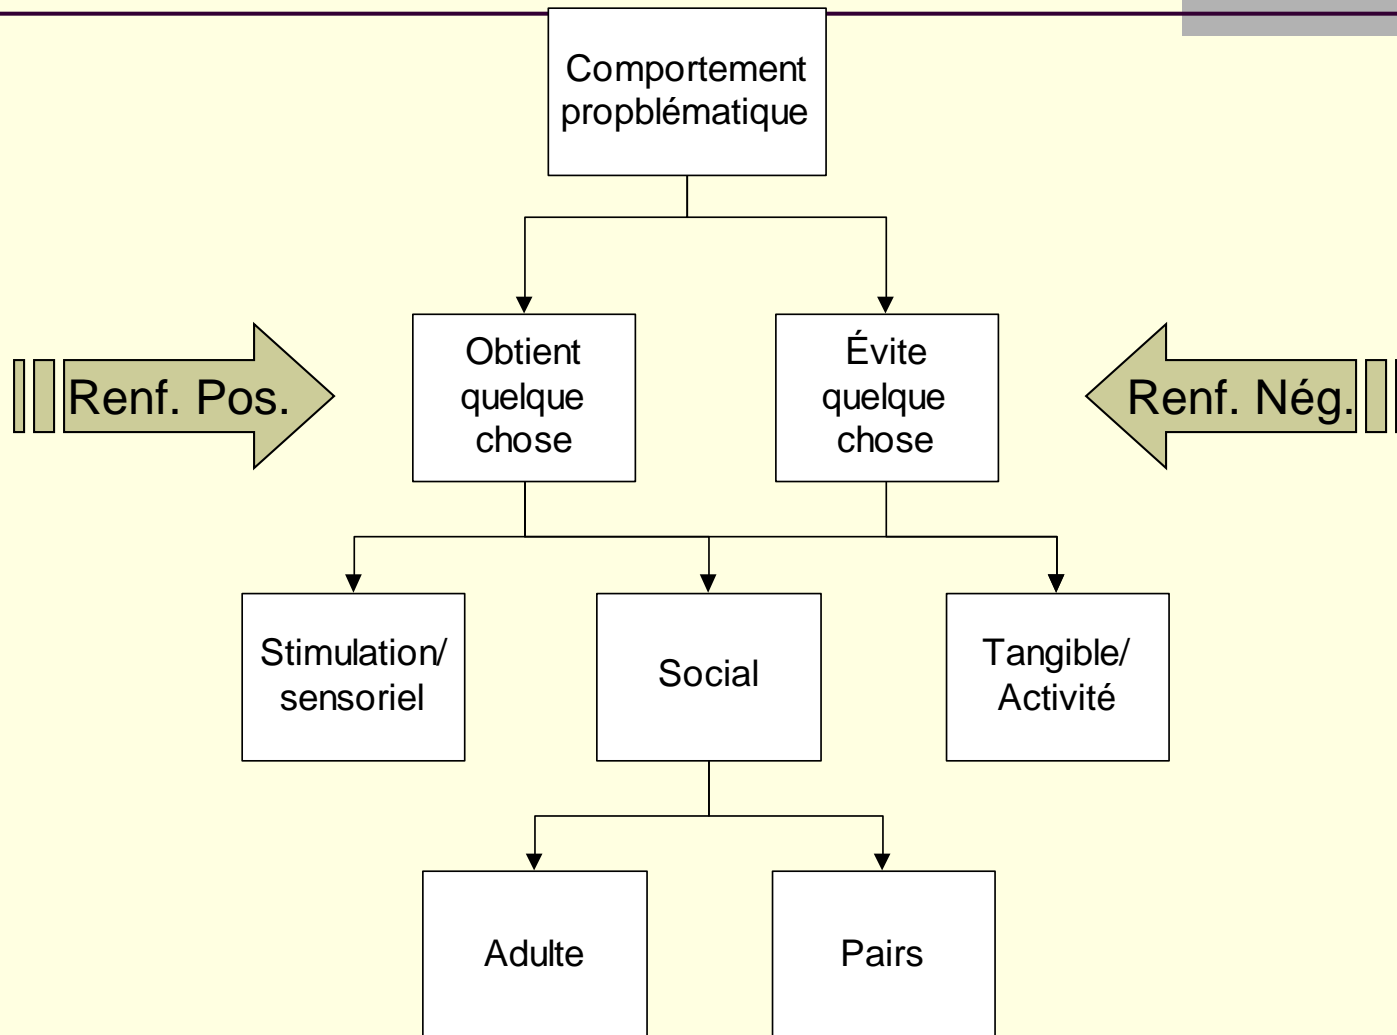 Comportement
propblématique
Obtient
quelque
chose
Évite
quelque
chose
Renf. Pos.
Renf. Nég.
Stimulation/
sensoriel
Social
Tangible/
Activité
Adulte
Pairs